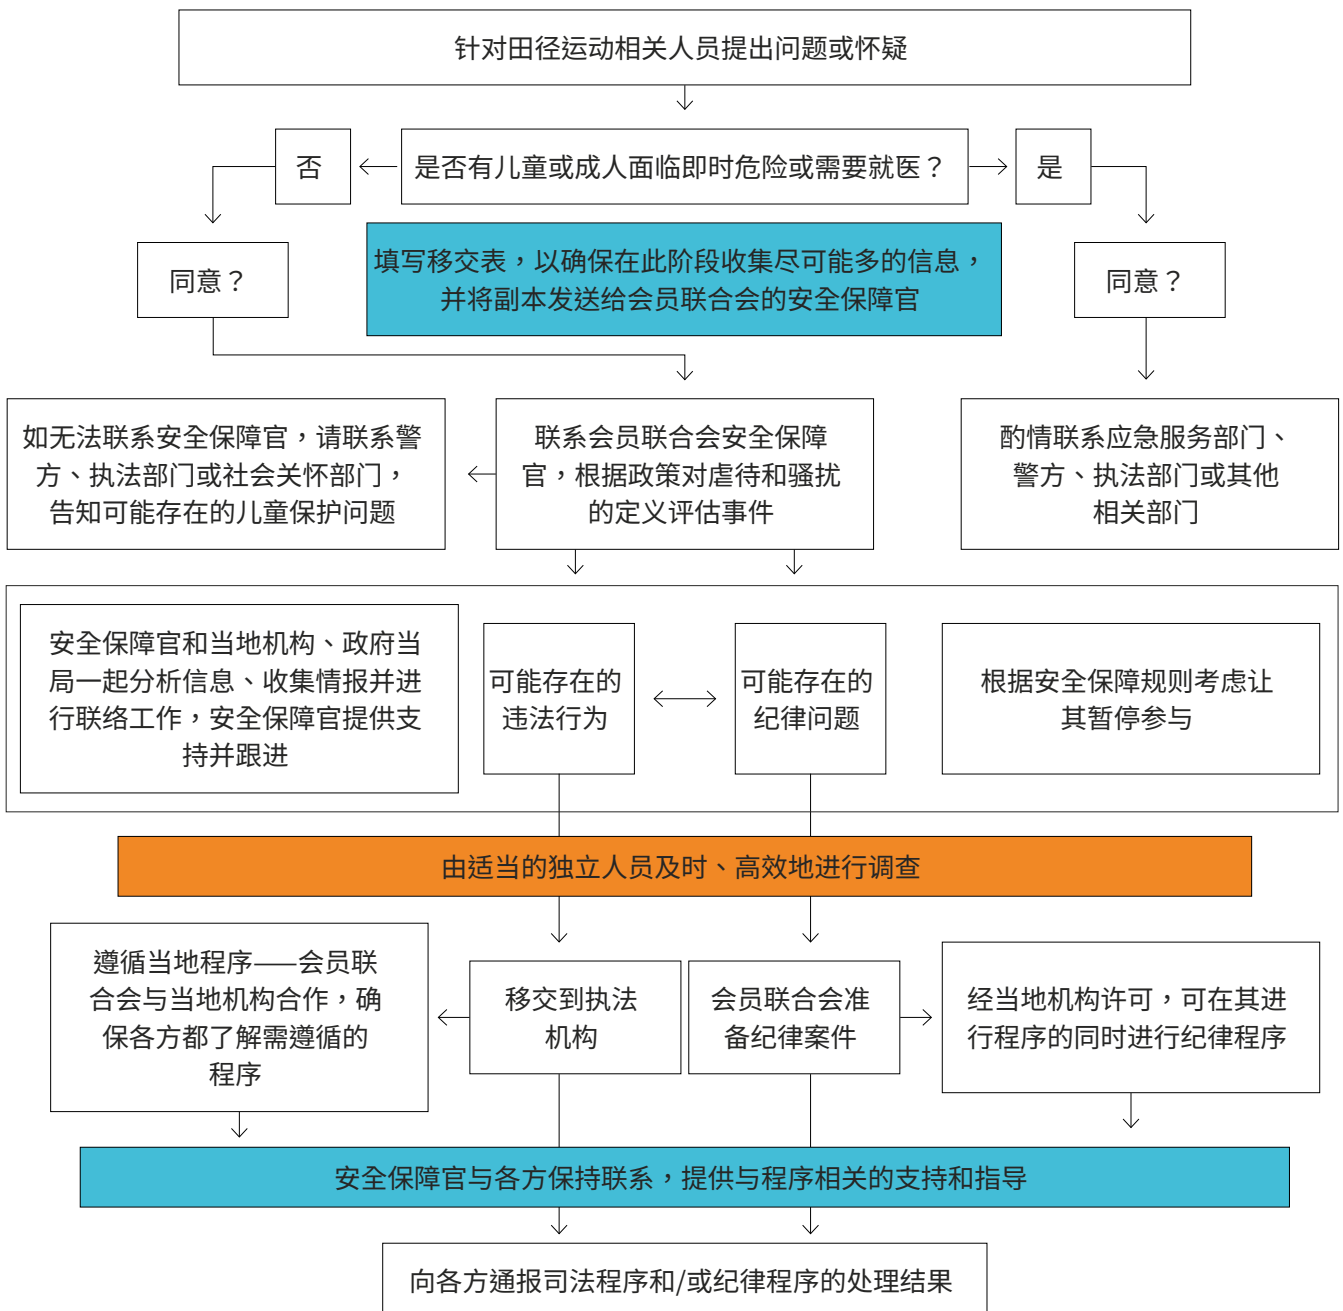 针对田径运动相关人员提出问题或怀疑
否
是否有儿童或成人面临即时危险或需要就医？
是
同意？
填写移交表，以确保在此阶段收集尽可能多的信息，
并将副本发送给会员联合会的安全保障官
同意？
如无法联系安全保障官，请联系警
方、执法部门或社会关怀部门，
告知可能存在的儿童保护问题
联系会员联合会安全保障
官，根据政策对虐待和骚扰
的定义评估事件
酌情联系应急服务部门、
警方、执法部门或其他
相关部门
安全保障官和当地机构、政府当
局一起分析信息、收集情报并进
行联络工作，安全保障官提供支
持并跟进
可能存在的
违法行为
可能存在的
纪律问题
根据安全保障规则考虑让
其暂停参与
由适当的独立人员及时、高效地进行调查
遵循当地程序——会员联
合会与当地机构合作，确
保各方都了解需遵循的
程序
移交到执法
机构
会员联合会准
备纪律案件
经当地机构许可，可在其进
行程序的同时进行纪律程序
安全保障官与各方保持联系，提供与程序相关的支持和指导
向各方通报司法程序和/或纪律程序的处理结果